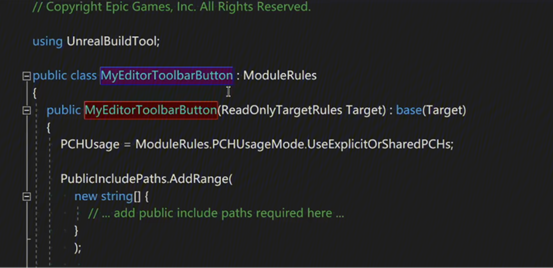 // Copyright Epic Games, Inc. All Rights Reserved.
using UnrealBuildTool;
public class MyEditorToolbarButton : ModuleRules
{
public MyEditorToolbarButton(ReadOnlyTargetRules Target) : base(Target)
{
PCHUsage = ModuleRules.PCHUsageMode.UseExplicitOrSharedPCHs;
PublicIncludePaths.AddRange(
new string[] {
// ... add public include paths required here ...
}
);